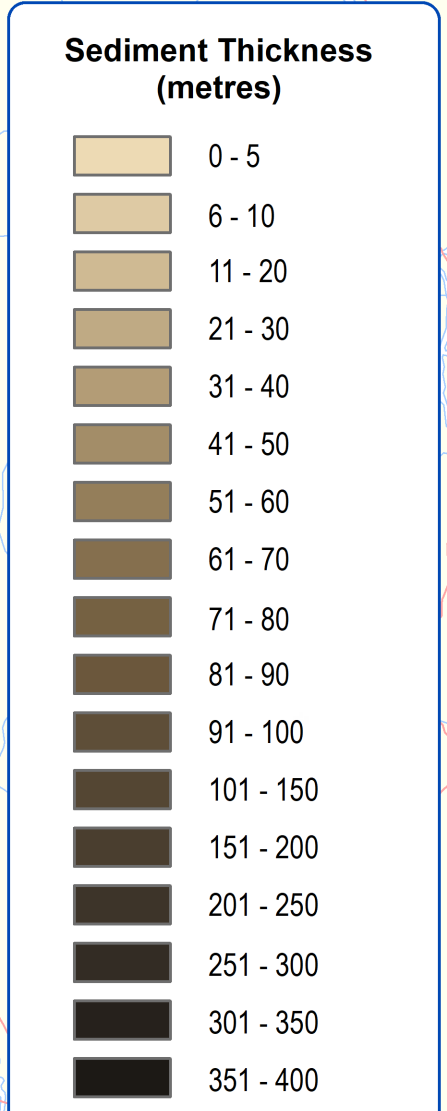 Sediment Thickness
(metres)
0 - 5
6 - 10
11 - 20
21 - 30
31 - 40
41 - 50
51 - 60
61 - 70
71 - 80
81 - 90
91 - 100
101 - 150
151 - 200
201 - 250
251 - 300
301 - 350
351 - 400